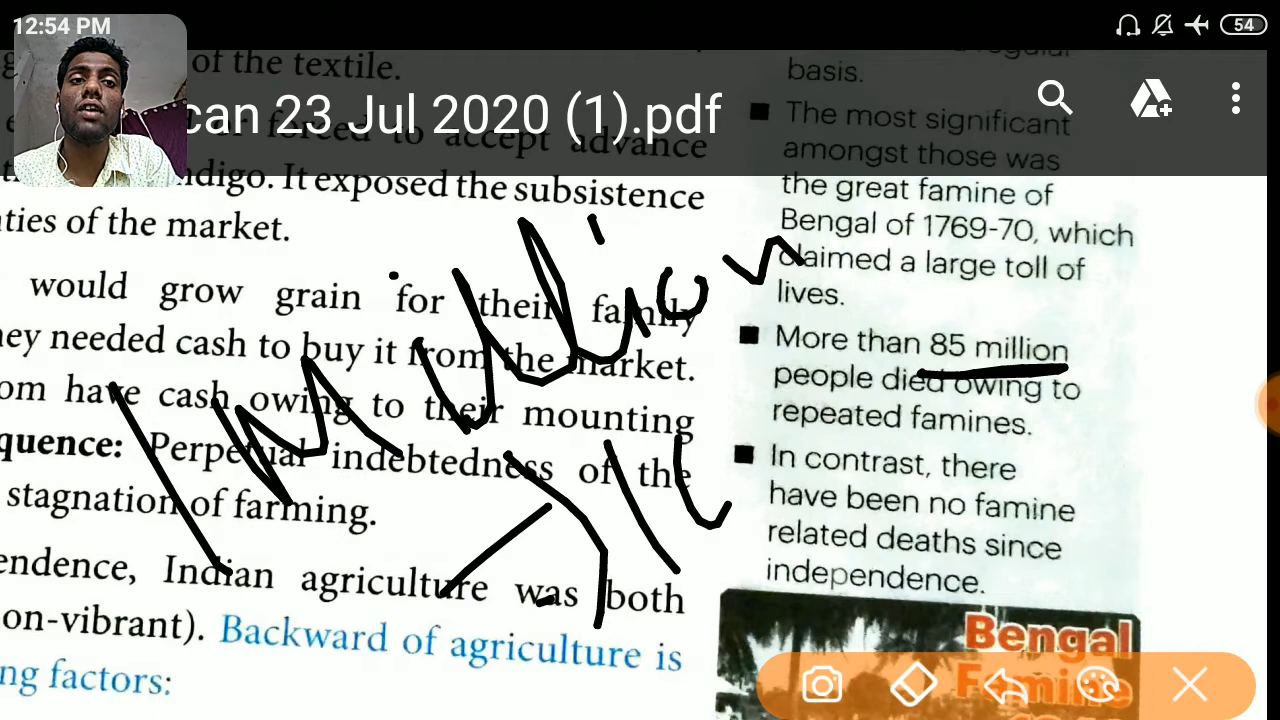 12:54 PM
54
of the textile.
basis.
can 23 Jul 2020 (1).pdf
or forced to accept advance
ndigo. It exposed the subsistence
nties of the market.
would grow grain for their family
hey needed cash to buy it from the market.
om have cash owing to their mounting
quence: Perpetual indebtedness of the
stagnation of farming.
endence, Indian agriculture was both
on-vibrant). Backward of agriculture is
ng factors:
1 Million
The most significant
amongst those was
the great famine of
Bengal of 1769-70, which
claimed a large toll of
lives.
More than 85 million
people died owing to
repeated famines.
In contrast, there
have been no famine
related deaths since
independence.
Bengal
Famine